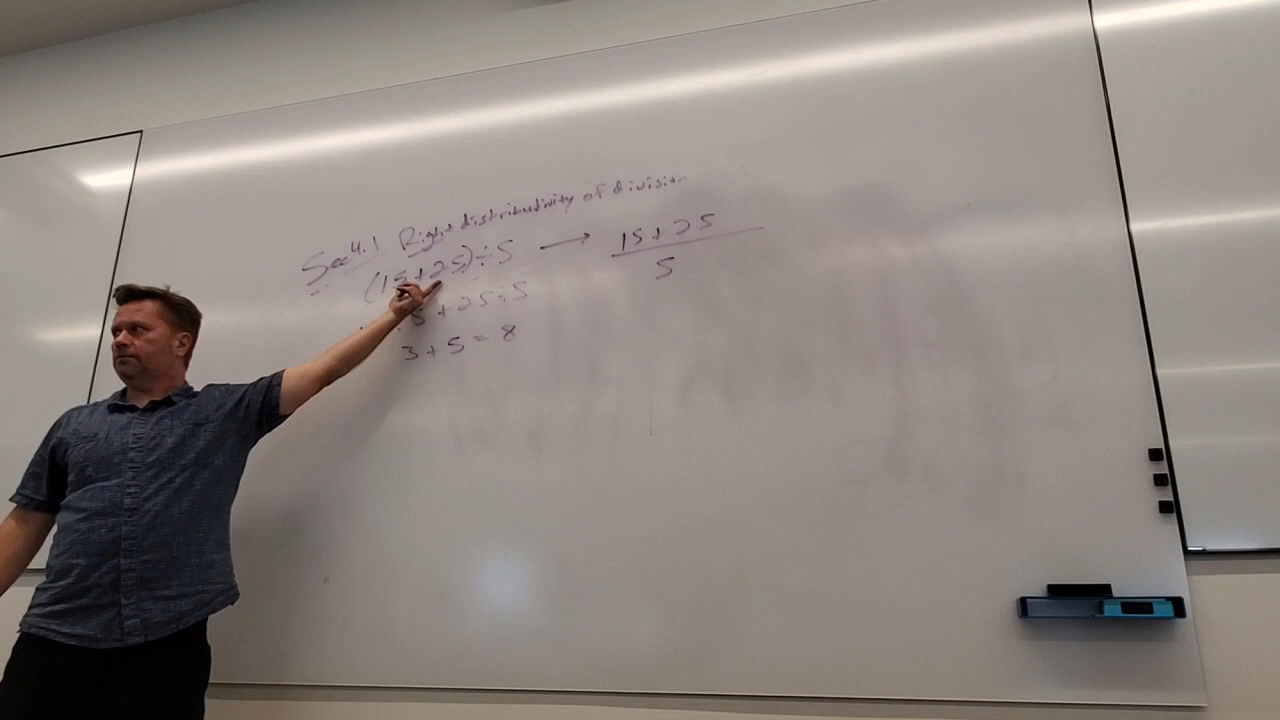 Sec 4.1 Right distributivity of division
(15+25)÷5 → 15+25
5
5 + 25÷5
3+5 = 8